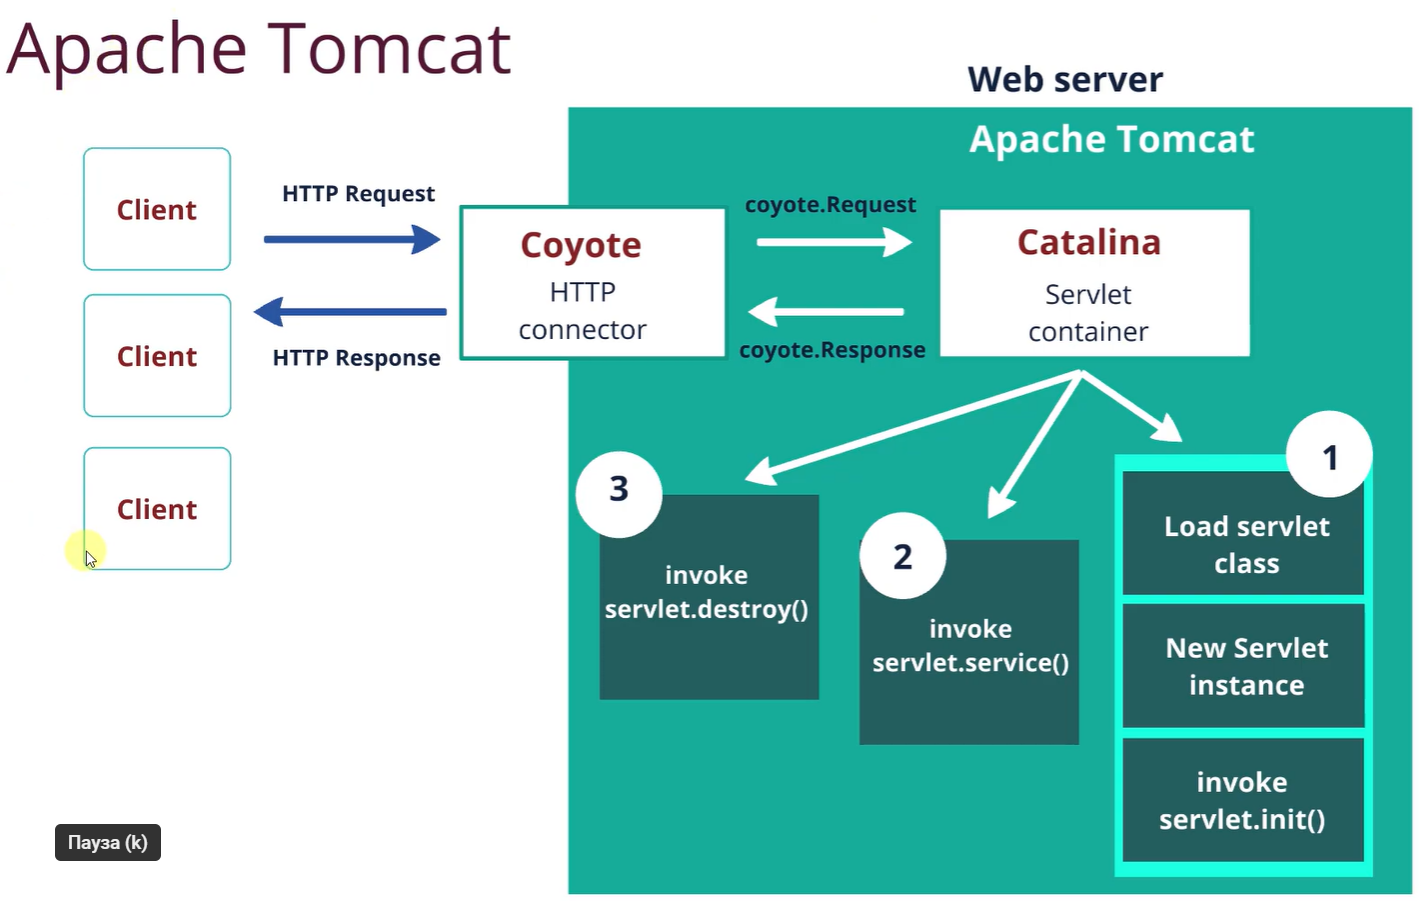 Apache Tomcat
Web server
Apache Tomcat
Client
HTTP Request
Coyote
HTTP
connector
coyote.Request
Catalina
Servlet
container
Client
HTTP Response
coyote.Response
Client
1
Load servlet
class
New Servlet
instance
invoke
servlet.init()
2
invoke
servlet.service()
3
invoke
servlet.destroy()
Пауза (k)